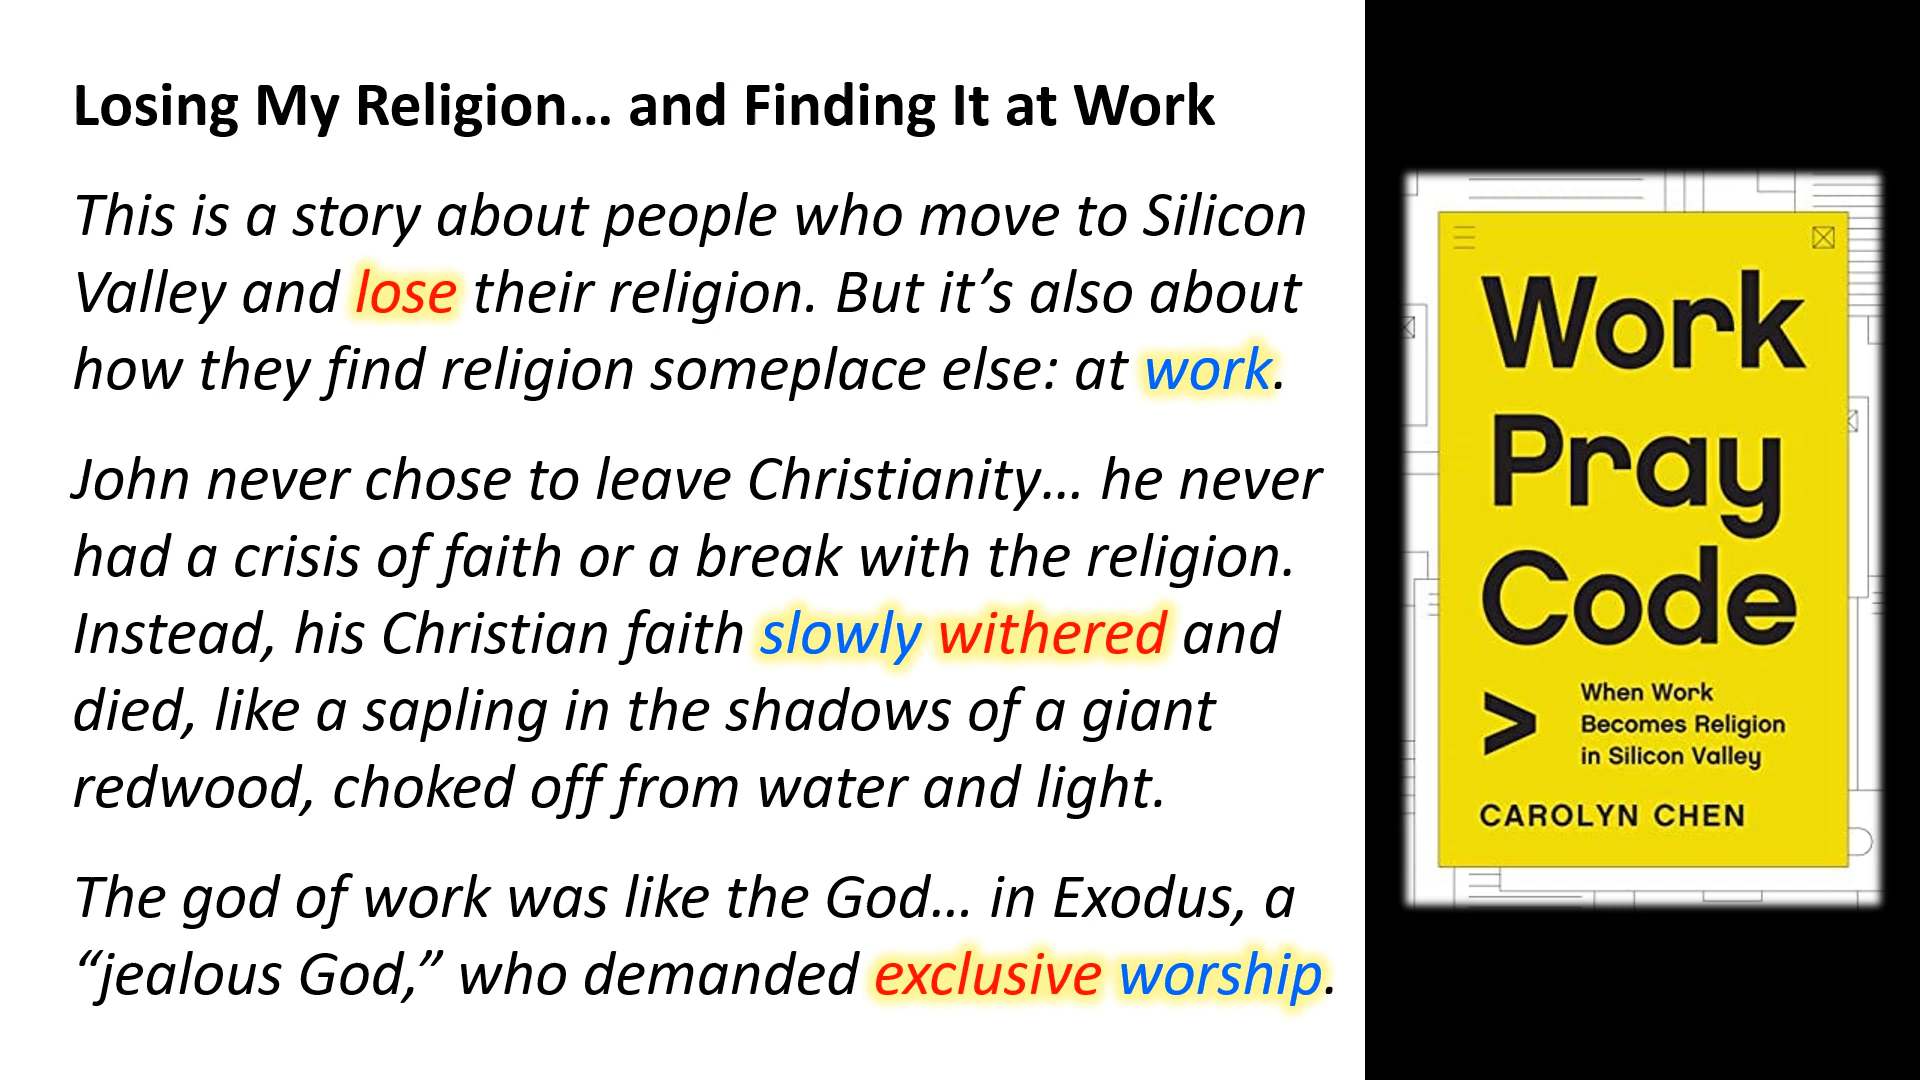 Losing My Religion… and Finding It at Work
This is a story about people who move to Silicon
Valley and lose their religion. But it’s also about
how they find religion someplace else: at work.
John never chose to leave Christianity… he never
had a crisis of faith or a break with the religion.
Instead, his Christian faith slowly withered and
died, like a sapling in the shadows of a giant
redwood, choked off from water and light.
The god of work was like the God… in Exodus, a
“jealous God,” who demanded exclusive worship.
Work
Pray
Code
>
When Work
Becomes Religion
in Silicon Valley
CAROLYN CHEN